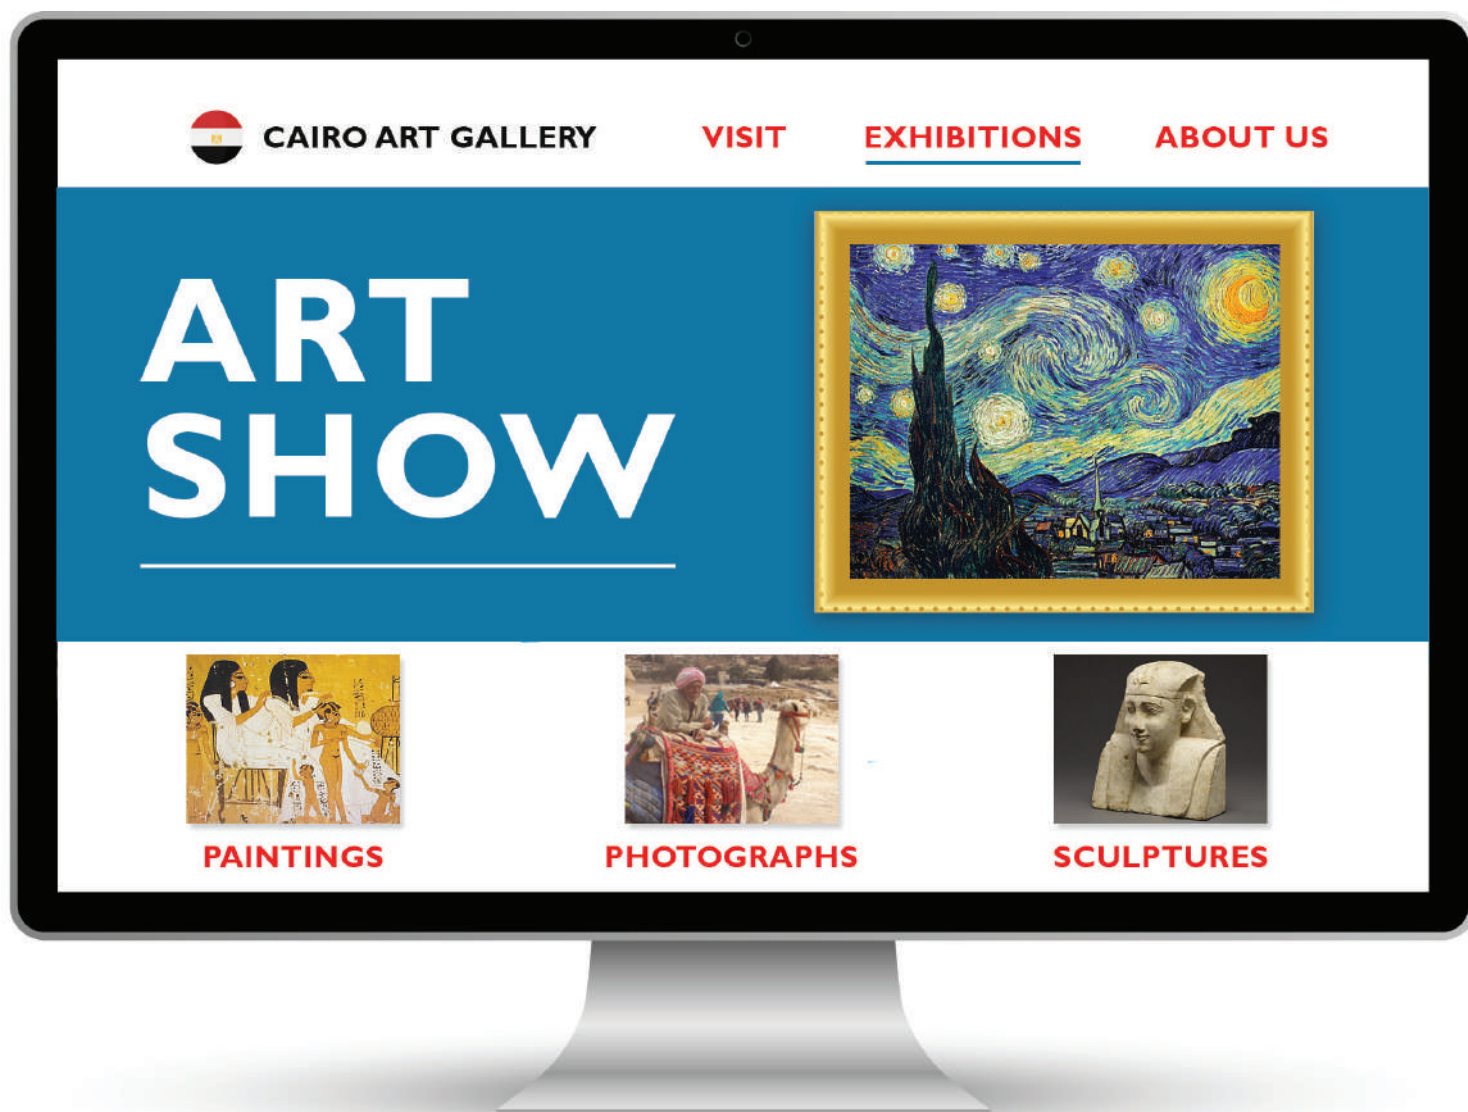 CAIRO ART GALLERY
VISIT
EXHIBITIONS
ABOUT US
ART
SHOW
PAINTINGS
PHOTOGRAPHS
SCULPTURES